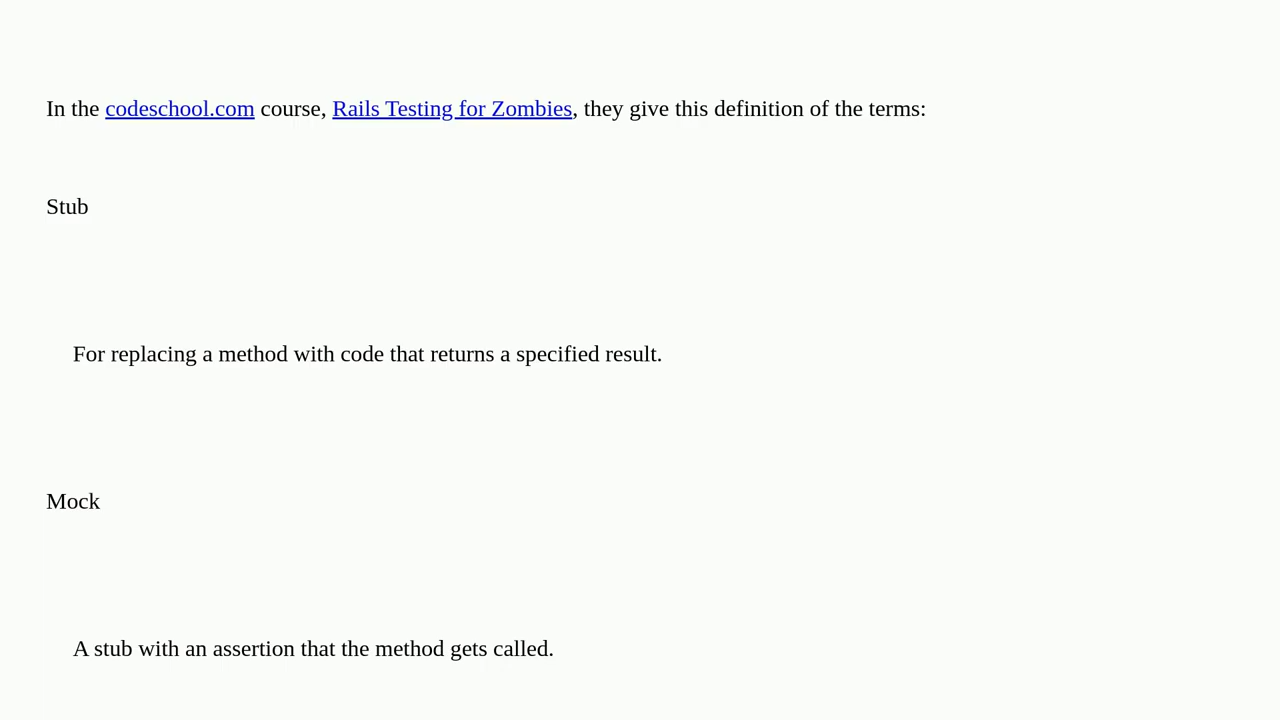 In the codeschool.com course, Rails Testing for Zombies, they give this definition of the terms:
Stub
For replacing a method with code that returns a specified result.
Mock
A stub with an assertion that the method gets called.